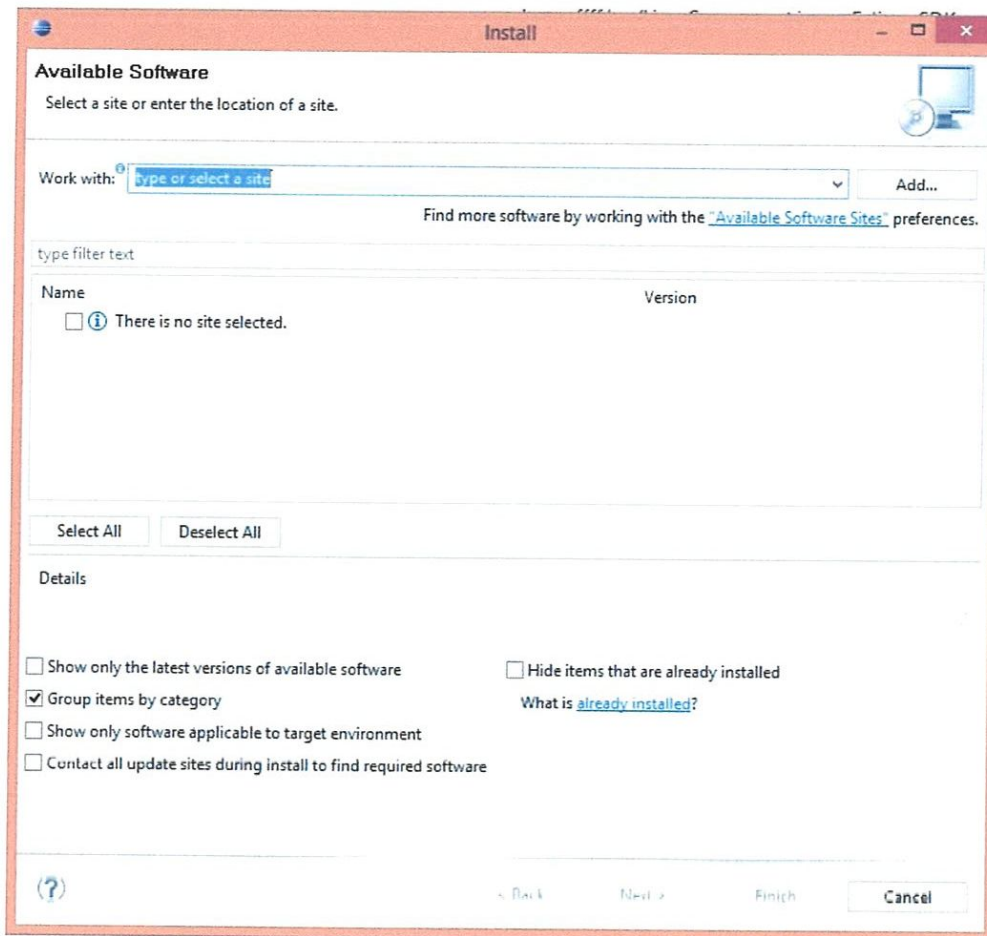 Install
Available Software
Select a site or enter the location of a site.
Work with: type or select a site
Add...
Find more software by working with the "Available Software Sites" preferences.
type filter text
Name Version
There is no site selected.
Select All Deselect All
Details
Show only the latest versions of available software Hide items that are already installed
Group items by category What is already installed?
Show only software applicable to target environment
Contact all update sites during install to find required software
(?) < Back Next > Finish Cancel